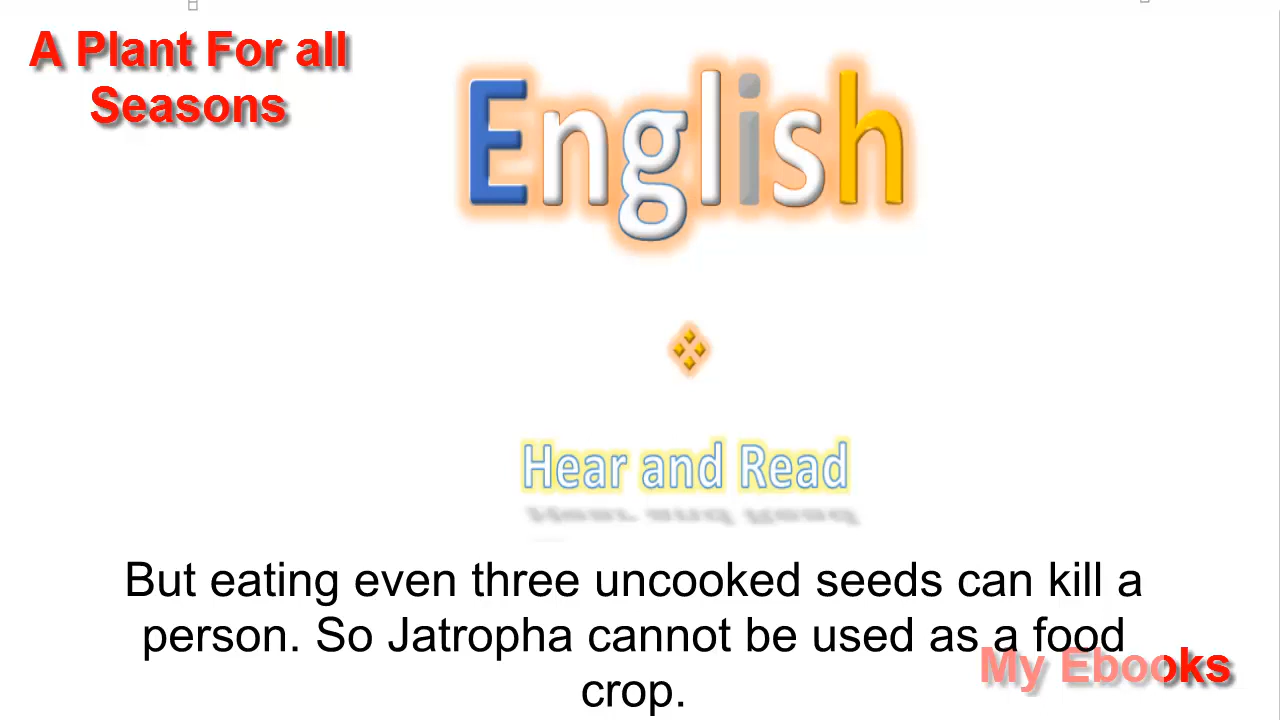 A Plant For all
Seasons
English
Hear and Read
But eating even three uncooked seeds can kill a
person. So Jatropha cannot be used as a food
crop.
My Ebooks